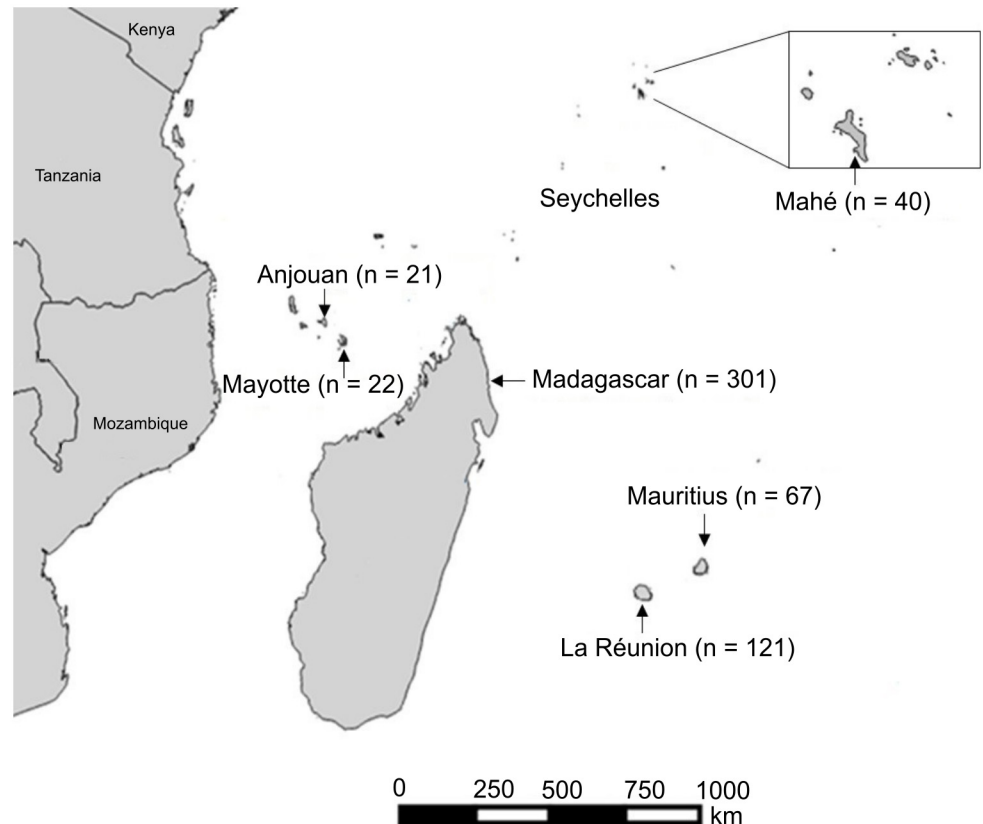 Kenya
Tanzania
Seychelles
Mahé (n = 40)
Anjouan (n = 21)
Mayotte (n = 22)
Madagascar (n = 301)
Mozambique
Mauritius (n = 67)
La Réunion (n = 121)
0 250 500 750 1000
km